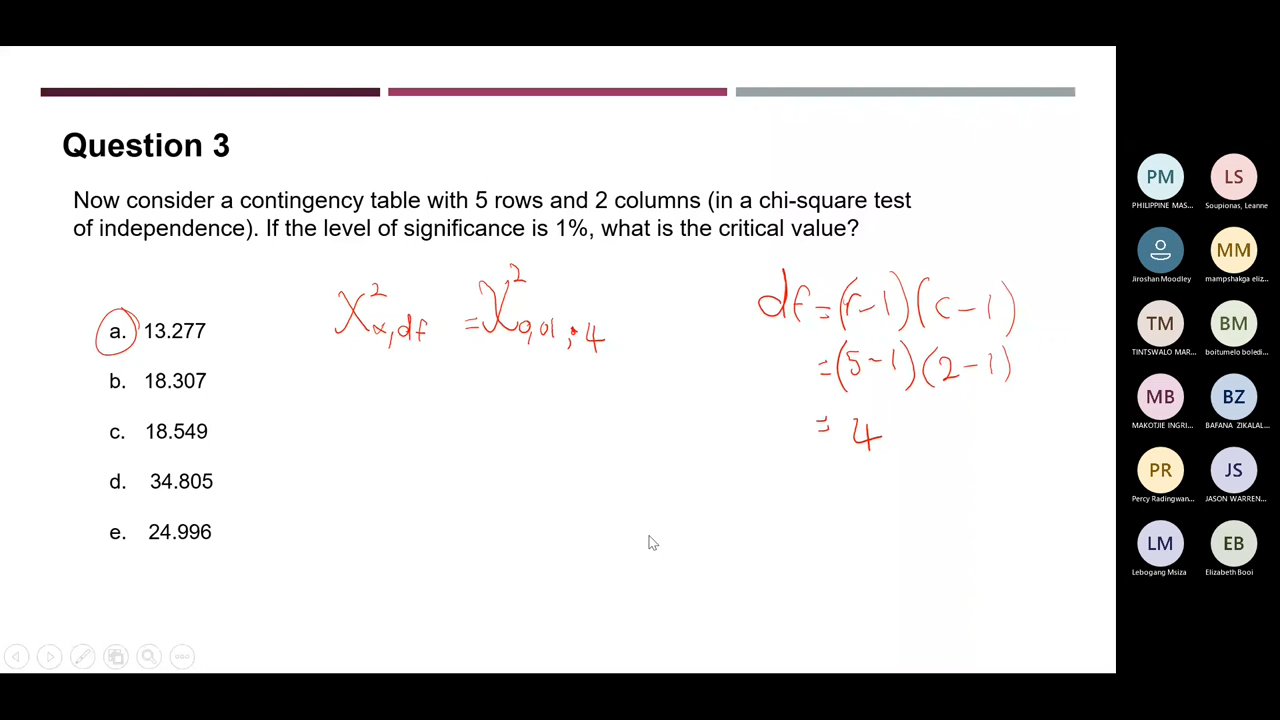 Question 3
Now consider a contingency table with 5 rows and 2 columns (in a chi-square test
of independence). If the level of significance is 1%, what is the critical value?
a. 13.277
b. 18.307
c. 18.549
d. 34.805
e. 24.996
χ²α,df = χ²0,01;4
df = (r-1)(c-1)
= (5-1)(2-1)
= 4
PM
PHILIPPINE MAS...
LS
Soupionas, Leanne
Jiroshan Moodley
MM
mampshakga eliz...
TM
TINTSWALO MAR...
BM
boitumelo boledi...
MB
MAKOTJIE INGRI...
BZ
BAFANA ZIKALAL...
PR
Percy Radingwan...
JS
JASON WARREN...
LM
Lebogang Msiza
EB
Elizabeth Booi